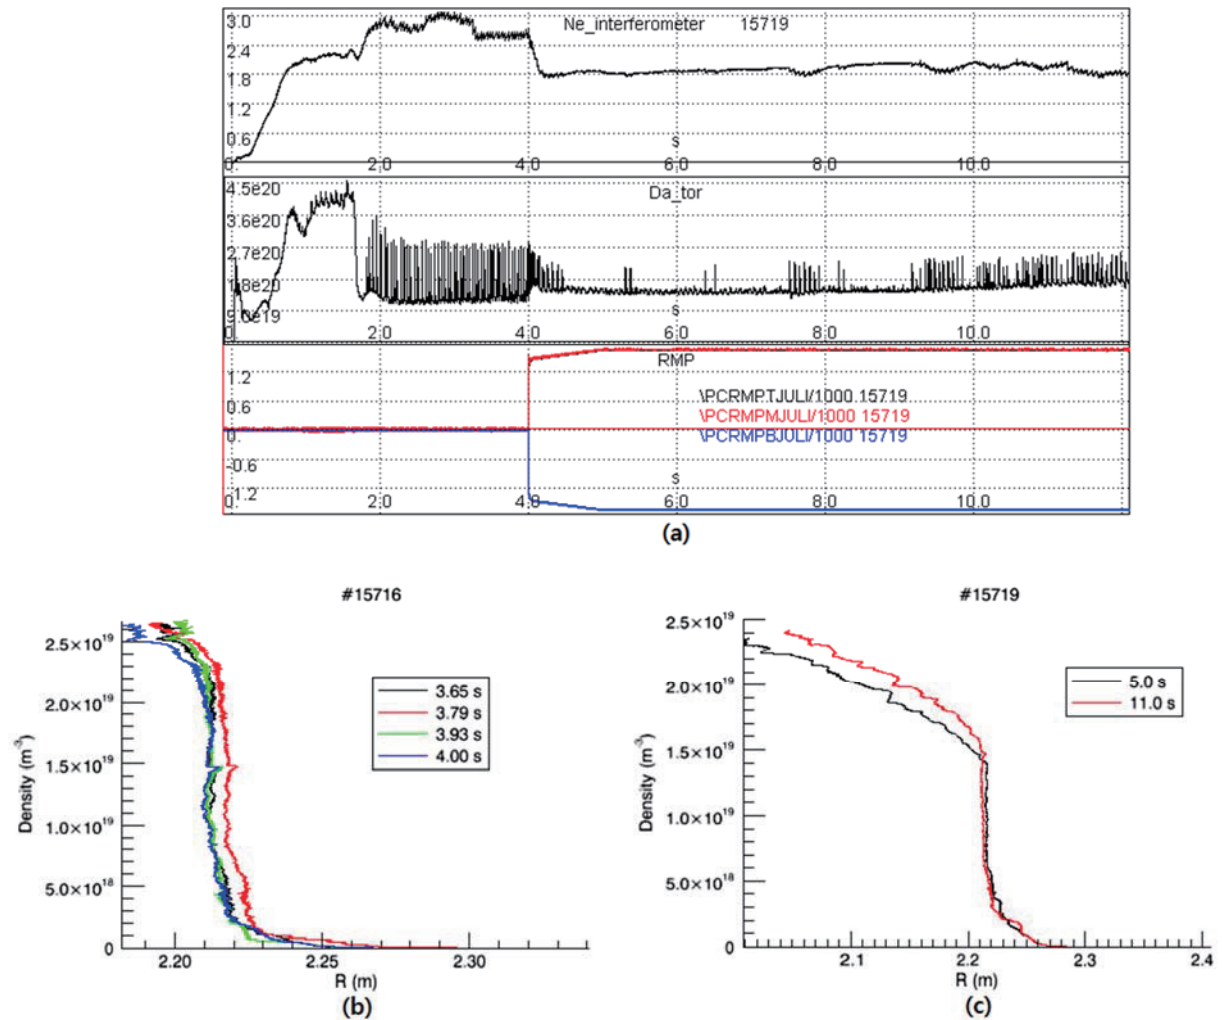 Ne_interferometer 15719
3.0
2.4
1.8
1.2
0.6
s
0. 2.0 4.0 6.0 8.0 10.0
Da_tor
4.5e20
3.6e20
2.7e20
1.8e20
9.0e19
s
0. 2.0 4.0 6.0 8.0 10.0
RMP
1.2
\PCRMPTJULI/1000 15719
0.6
\PCRMPMJULI/1000 15719
0.
\PCRMPBJULI/1000 15719
-0.6
s
-1.2
0. 2.0 4.0 6.0 8.0 10.0
(a)
#15716
2.5×10¹⁹
2.0×10¹⁹
1.5×10¹⁹
1.0×10¹⁹
5.0×10¹⁸
0
Density (m⁻³)
3.65 s
3.79 s
3.93 s
4.00 s
2.20 2.25 2.30
R (m)
(b)
#15719
2.5×10¹⁹
2.0×10¹⁹
1.5×10¹⁹
1.0×10¹⁹
5.0×10¹⁸
0
Density (m⁻³)
5.0 s
11.0 s
2.1 2.2 2.3 2.4
R (m)
(c)